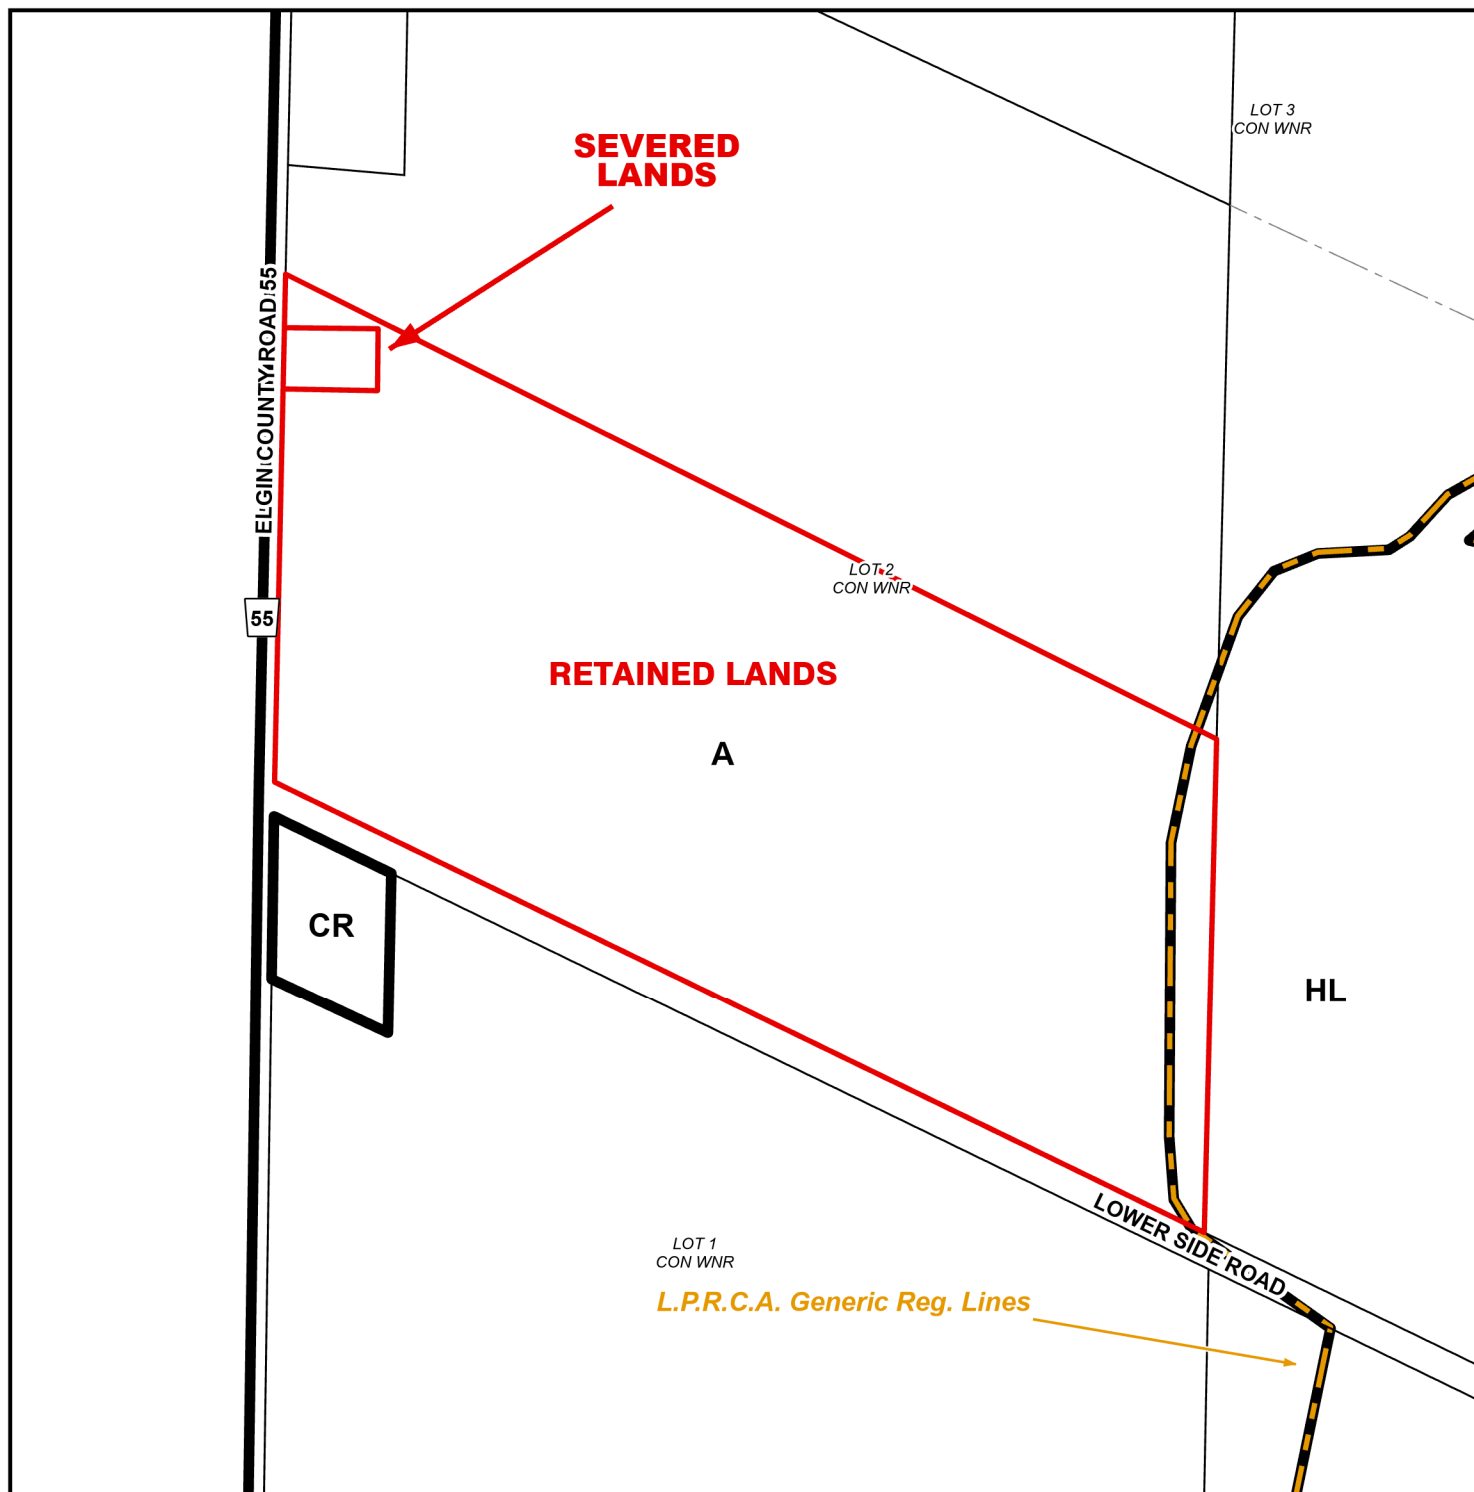 LOT 3
CON WNR
SEVERED
LANDS
ELGIN COUNTY ROAD 55
LOT 2
CON WNR
55
RETAINED LANDS
A
CR
HL
LOWER SIDE ROAD
LOT 1
CON WNR
L.P.R.C.A. Generic Reg. Lines